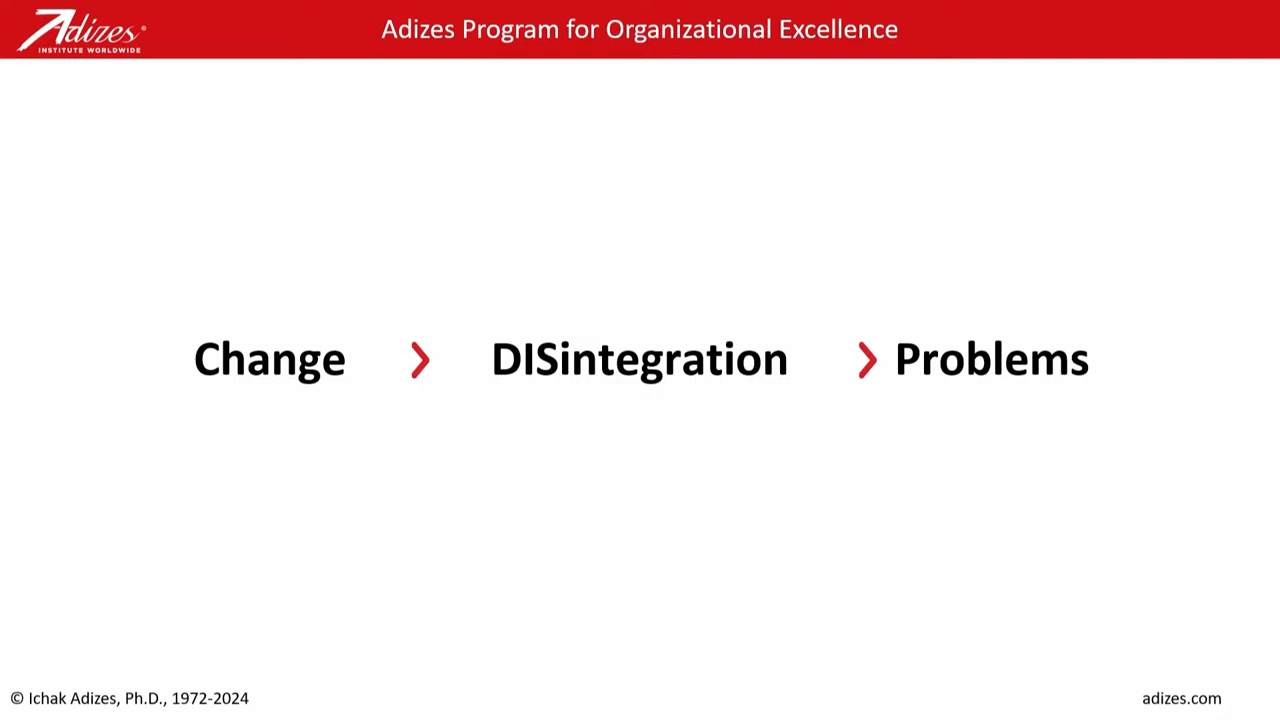 Adizes®
INSTITUTE WORLDWIDE
Adizes Program for Organizational Excellence
Change > DISintegration > Problems
© Ichak Adizes, Ph.D., 1972-2024
adizes.com